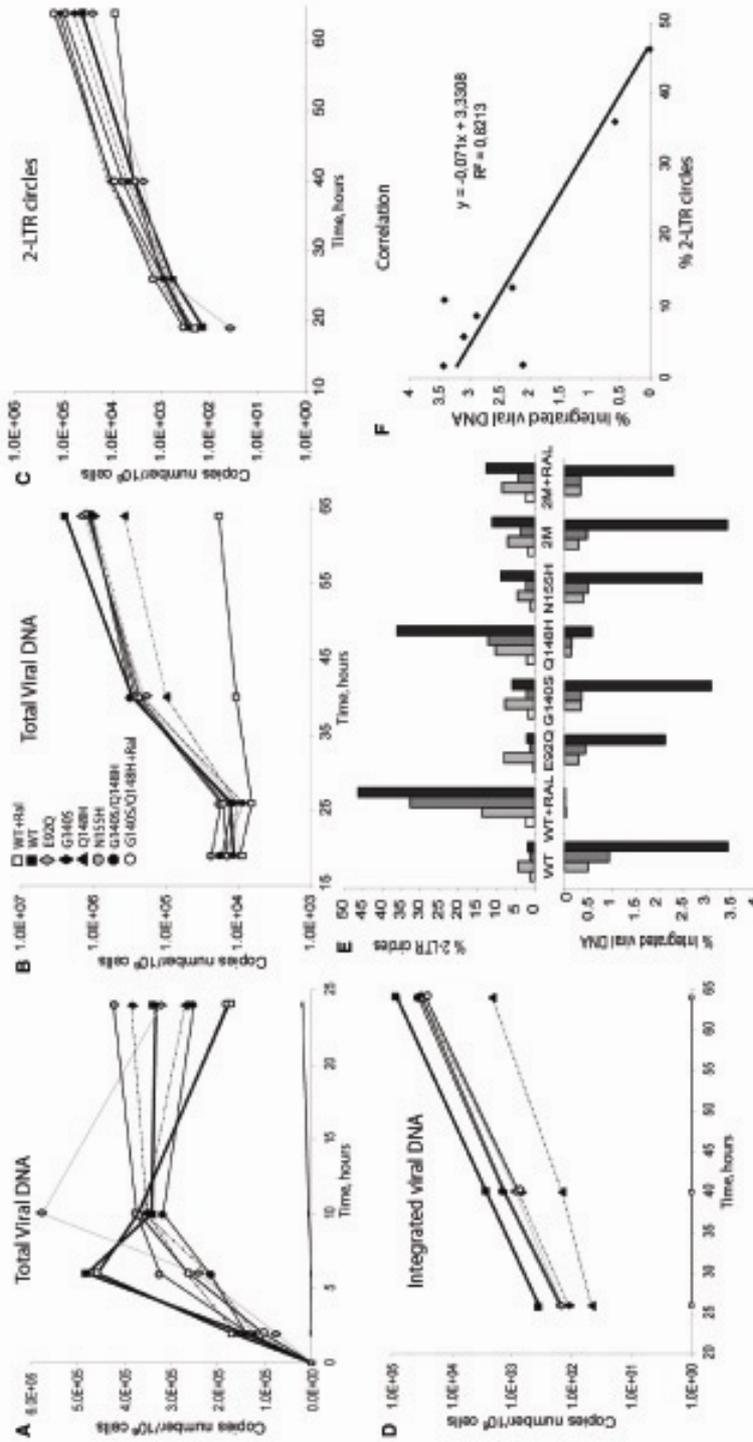 A
Total Viral DNA
Copies number/10⁶ cells
6.0E+05
5.0E+05
4.0E+05
3.0E+05
2.0E+05
1.0E+05
0.0E+00
0 5 10 15 20 25
Time, hours
B
Total Viral DNA
Copies number/10⁶ cells
1.0E+07
1.0E+06
1.0E+05
1.0E+04
1.0E+03
15 25 35 45 55 65
Time, hours
WT+Ral
WT
E92Q
G140S
Q148H
N155H
G140S/Q148H
G140S/Q148H+Ral
C
2-LTR circles
Copies number/10⁶ cells
1.0E+06
1.0E+05
1.0E+04
1.0E+03
1.0E+02
1.0E+01
1.0E+00
10 20 30 40 50 60
Time, hours
D
Integrated viral DNA
Copies number/10⁶ cells
1.0E+05
1.0E+04
1.0E+03
1.0E+02
1.0E+01
1.0E+00
20 25 30 35 40 45 50 55 60 65
Time, hours
E
% 2-LTR circles
50
45
40
35
30
25
20
15
10
5
0
WT WT+RAL E92Q G140S Q148H N155H 2M 2M+RAL
% Integrated viral DNA
0
0.5
1
1.5
2
2.5
3
3.5
F
Correlation
y = -0,071x + 3,3308
R² = 0,8213
% Integrated viral DNA
4
3.5
3
2.5
2
1.5
1
0.5
0
0 10 20 30 40 50
% 2-LTR circles